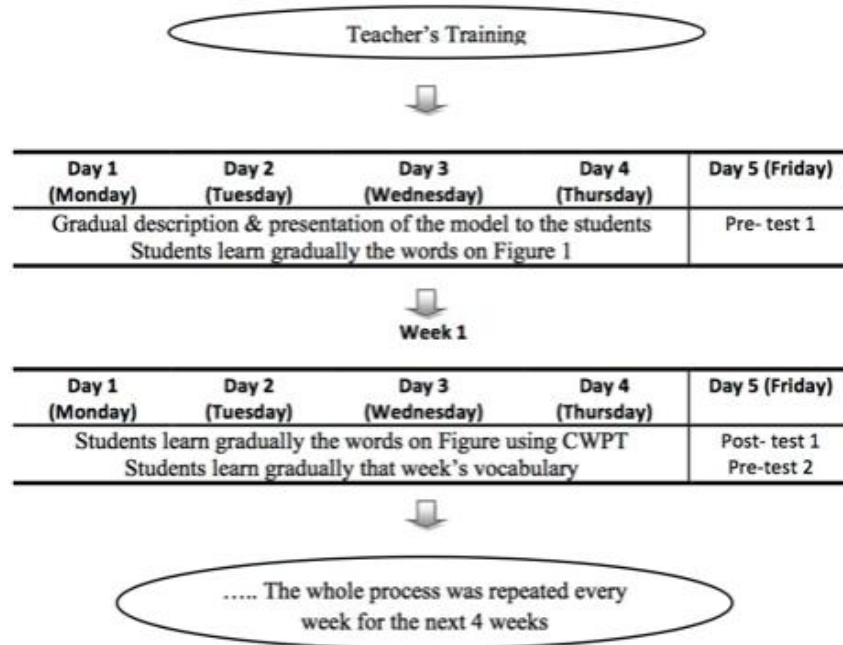 Teacher's Training
Day 1 (Monday) Day 2 (Tuesday) Day 3 (Wednesday) Day 4 (Thursday) Day 5 (Friday)
Gradual description & presentation of the model to the students Pre- test 1
Students learn gradually the words on Figure 1
Week 1
Day 1 (Monday) Day 2 (Tuesday) Day 3 (Wednesday) Day 4 (Thursday) Day 5 (Friday)
Students learn gradually the words on Figure using CWPT Post- test 1
Students learn gradually that week's vocabulary Pre-test 2
..... The whole process was repeated every
week for the next 4 weeks